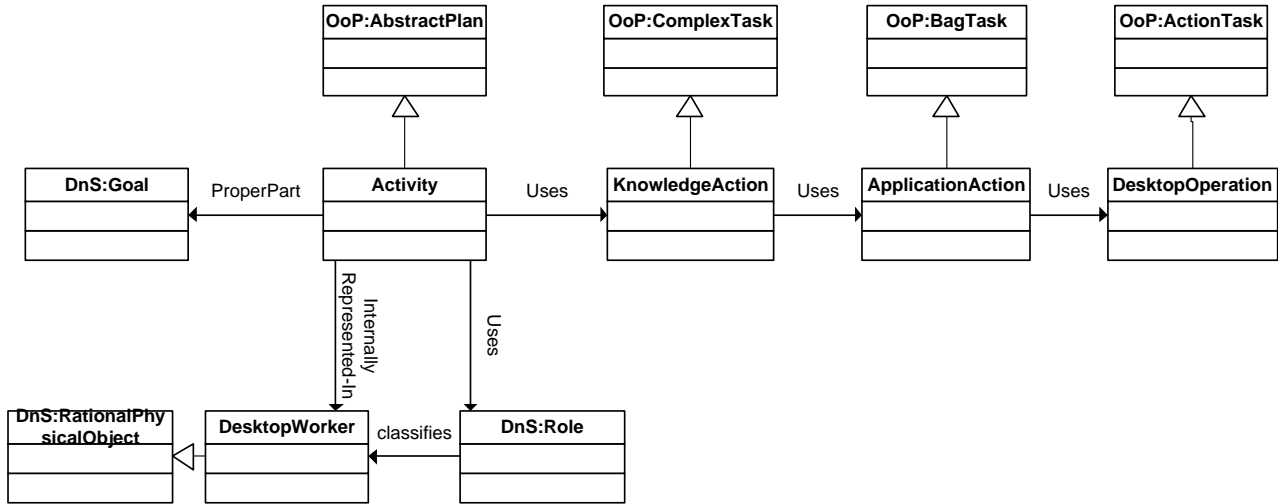 OoP:AbstractPlan
OoP:ComplexTask
OoP:BagTask
OoP:ActionTask
DnS:Goal
ProperPart
Activity
Uses
KnowledgeAction
Uses
ApplicationAction
Uses
DesktopOperation
Internally
Represented-In
Uses
DnS:RationalPhy
sicalObject
DesktopWorker
classifies
DnS:Role